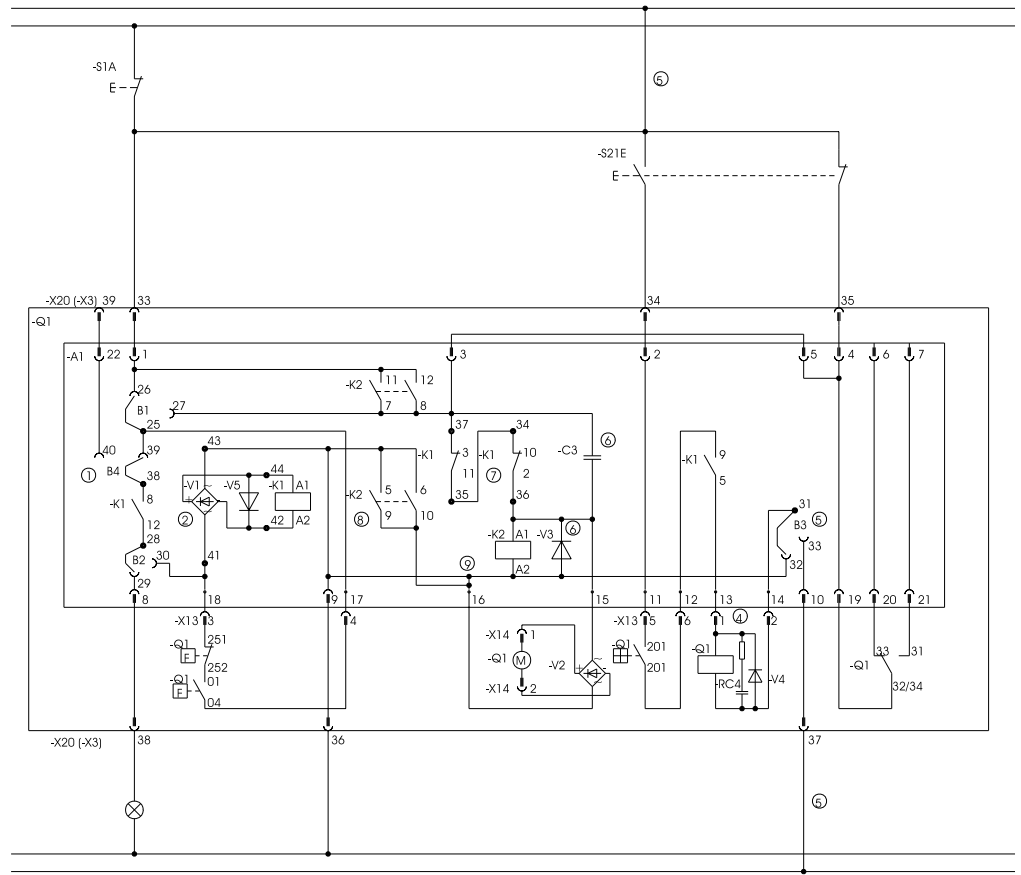 -S1A
E
5
-S21E
E
-X20 (-X3) 39 33 34 35
-Q1
-A1 22 1 3 2 5 4 6 7
26 -K2 11 12
B1 27 7 8
25 37 34
40 39 43 -K1 3 -K1 10 -C3 6 9
1 B4 44 11 7 2 -K1 5
38 -V1 ~ -V5 -K1 A1 -K2 5 6 35 36
-K1 8 + - 8 9 10
2 42 A2 31
12 -K2 A1 -V3 6 B3 5
28 41 A2 33
B2 30 9 32
29
8 18 9 17 16 15 11 12 13 14 10 19 20 21
-X13 3 4 -X13 5 6 1 4 2
-Q1 251 -X14 1 -Q1 201 -Q1 33 31
F 252 -Q1 M -V2 ~ + - ~ 201 -Q1
-Q1 01 -X14 2 -RC4 -V4 32/34
F 04
-X20 (-X3) 38 36 37
5